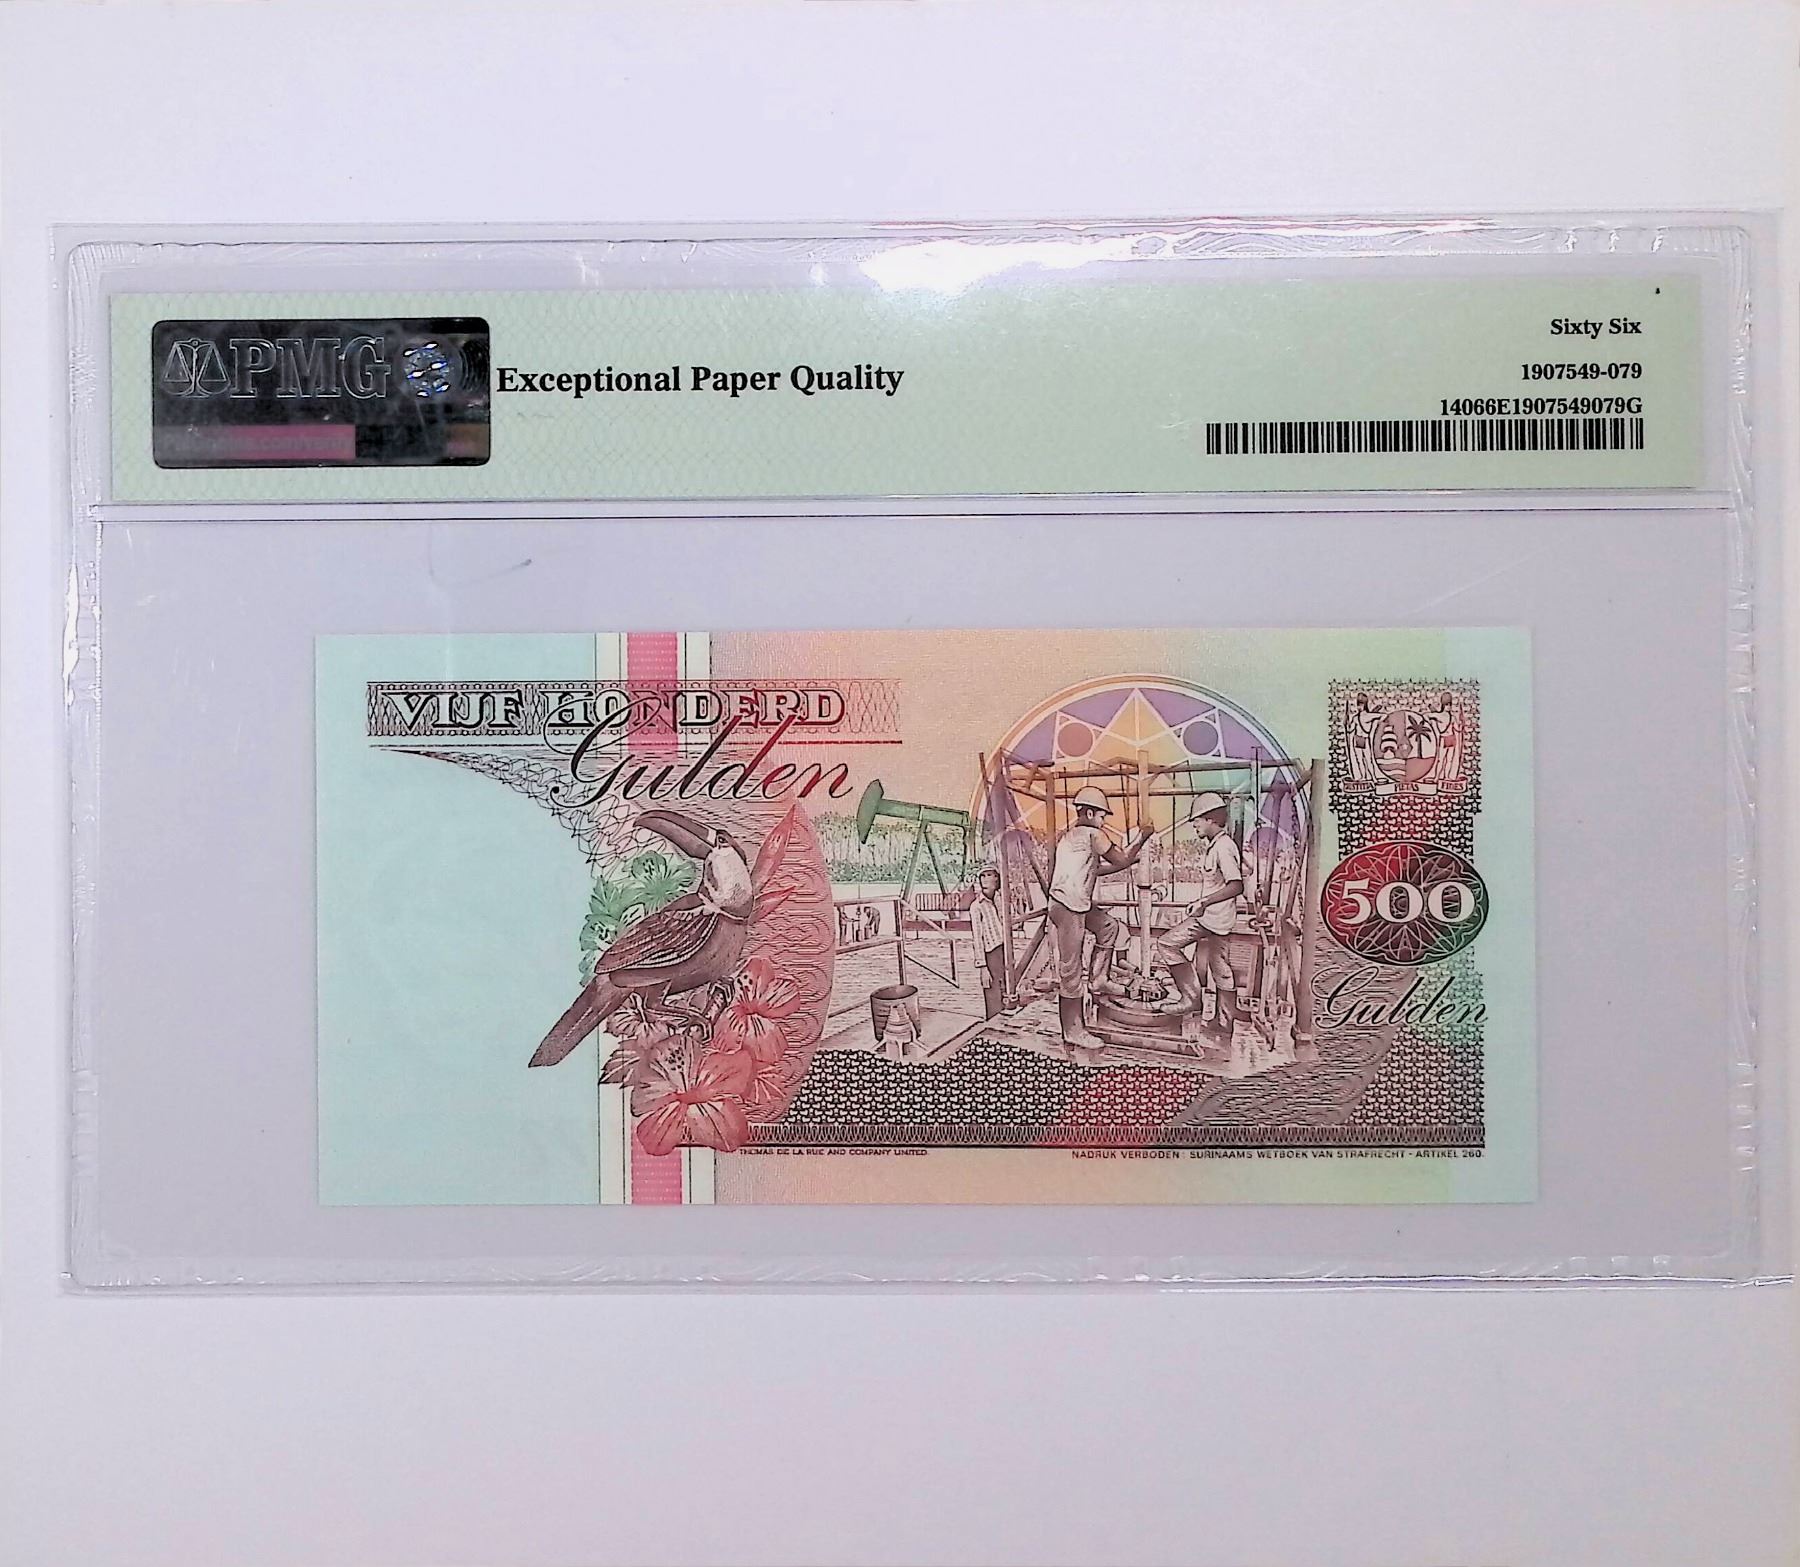 PMG
Exceptional Paper Quality
Sixty Six
1907549-079
14066E1907549079G
VIJF HONDERD
Gulden
JUSTITIA PIETAS FIDES
500
Gulden
THOMAS DE LA RUE AND COMPANY LIMITED.
NADRUK VERBODEN : SURINAAMS WETBOEK VAN STRAFRECHT - ARTIKEL 260.